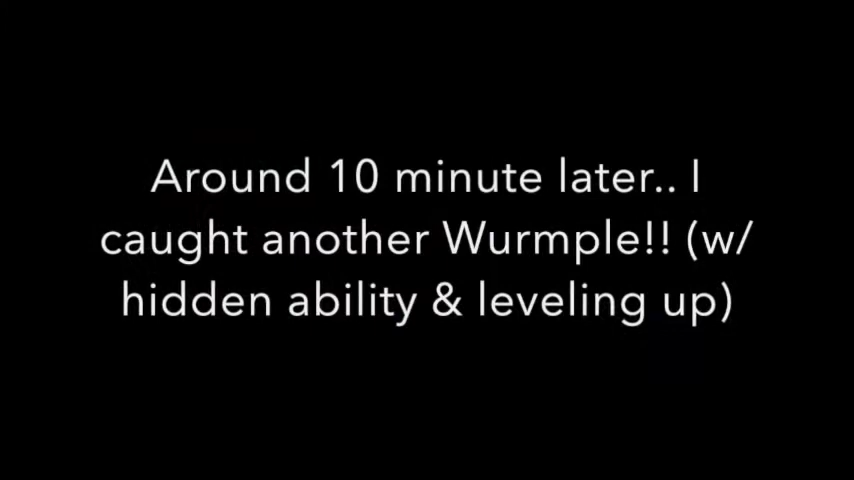 Around 10 minute later.. I
caught another Wurmple!! (w/
hidden ability & leveling up)